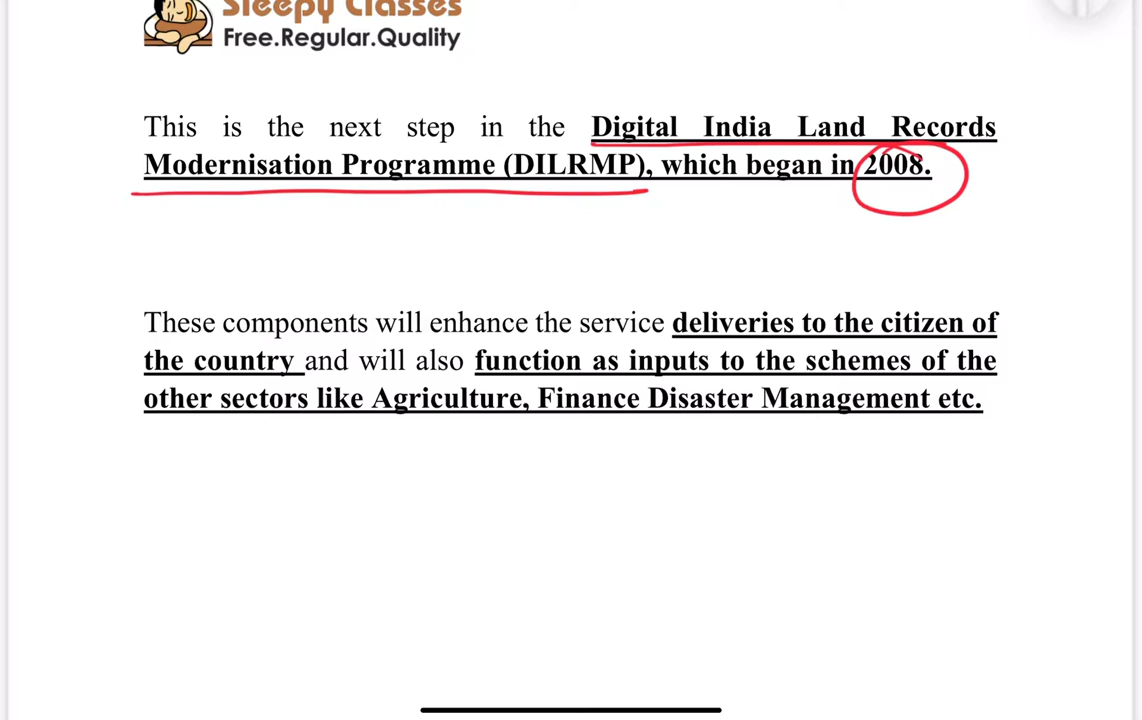 Sleepy Classes
Free.Regular.Quality
This is the next step in the Digital India Land Records
Modernisation Programme (DILRMP), which began in 2008.
These components will enhance the service deliveries to the citizen of
the country and will also function as inputs to the schemes of the
other sectors like Agriculture, Finance Disaster Management etc.